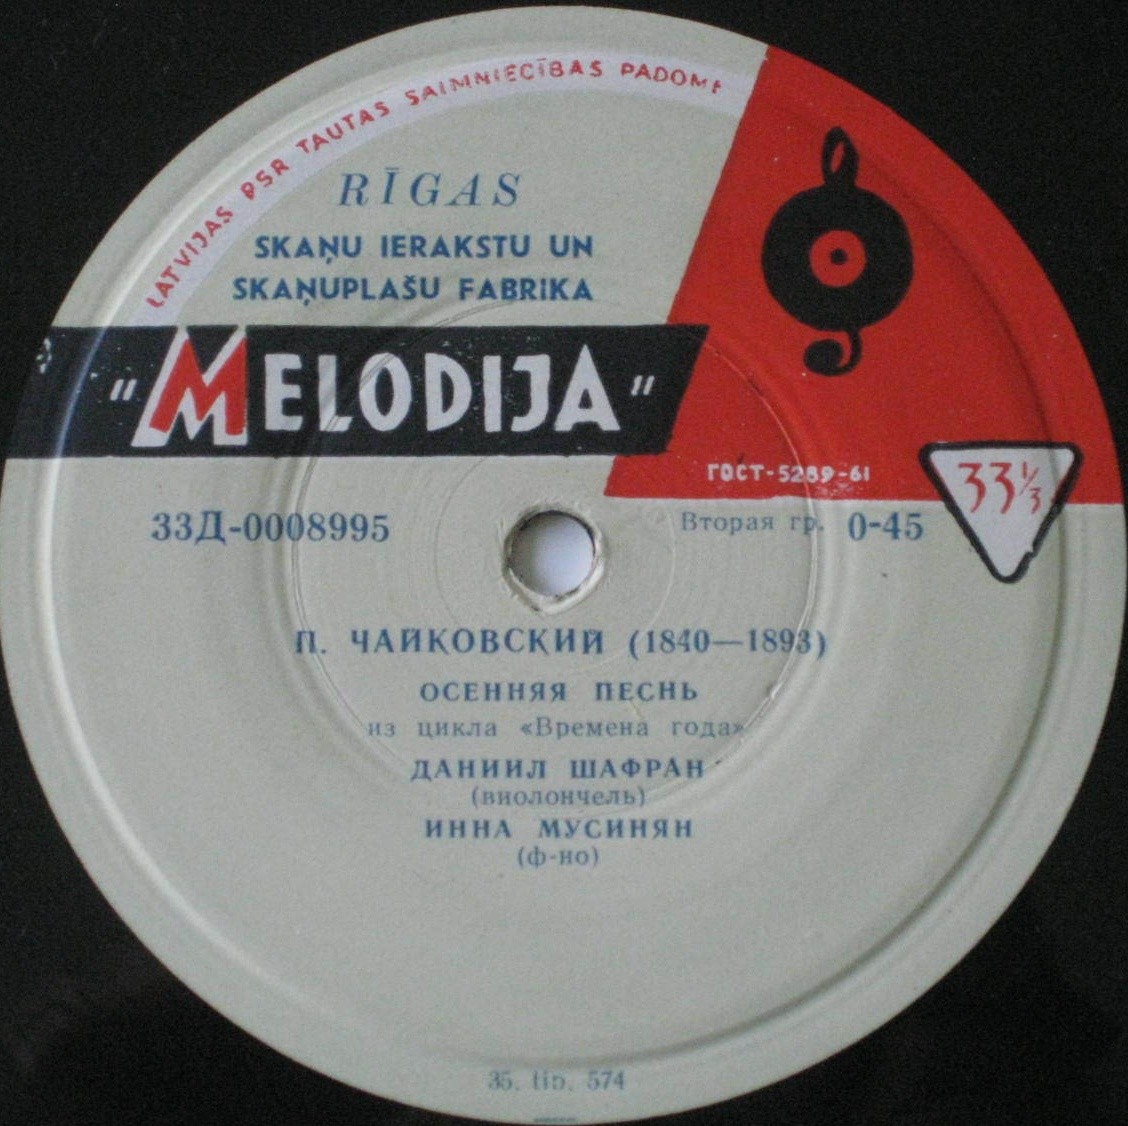 LATVIJAS PSR TAUTAS SAIMNIECĪBAS PADOME
RĪGAS
SKAŅU IERAKSTU UN
SKAŅUPLAŠU FABRIKA
"MELODIJA"
ГОСТ-5289-61
33⅓
33Д-0008995
Вторая гр. 0-45
П. ЧАЙКОВСКИЙ (1840—1893)
ОСЕННЯЯ ПЕСНЬ
из цикла «Времена года»
ДАНИИЛ ШАФРАН
(виолончель)
ИННА МУСИНЯН
(ф-но)
35. tip. 574